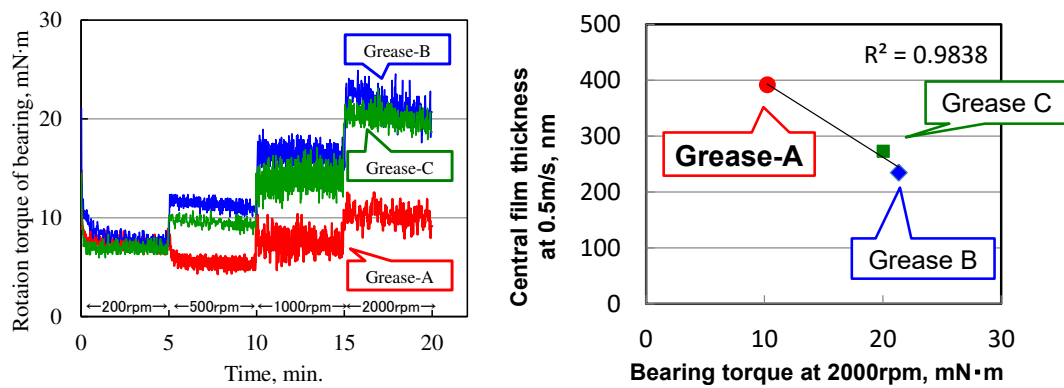 Rotaion torque of bearing, mN·m
30
20
10
0
Grease-B
Grease-C
Grease-A
←200rpm→
←500rpm→
←1000rpm→
←2000rpm→
0
5
10
15
20
Time, min.
Central film thickness
at 0.5m/s, nm
500
400
300
200
100
0
R² = 0.9838
Grease C
Grease-A
Grease B
0
10
20
30
Bearing torque at 2000rpm, mN·m